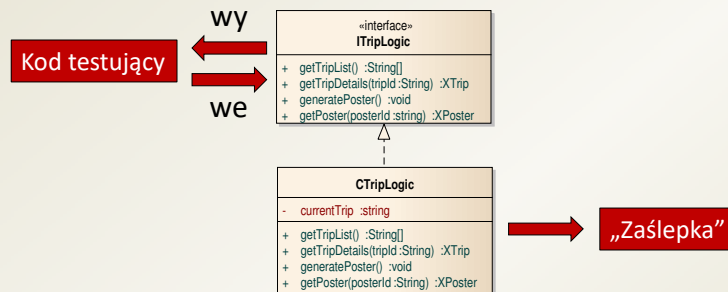 wy
Kod testujący
we
«interface»
ITripLogic
+ getTripList() :String[]
+ getTripDetails(tripId :String) :XTrip
+ generatePoster() :void
+ getPoster(posterId :string) :XPoster
CTripLogic
- currentTrip :string
+ getTripList() :String[]
+ getTripDetails(tripId :String) :XTrip
+ generatePoster() :void
+ getPoster(posterId :String) :XPoster
„Zaślepka”